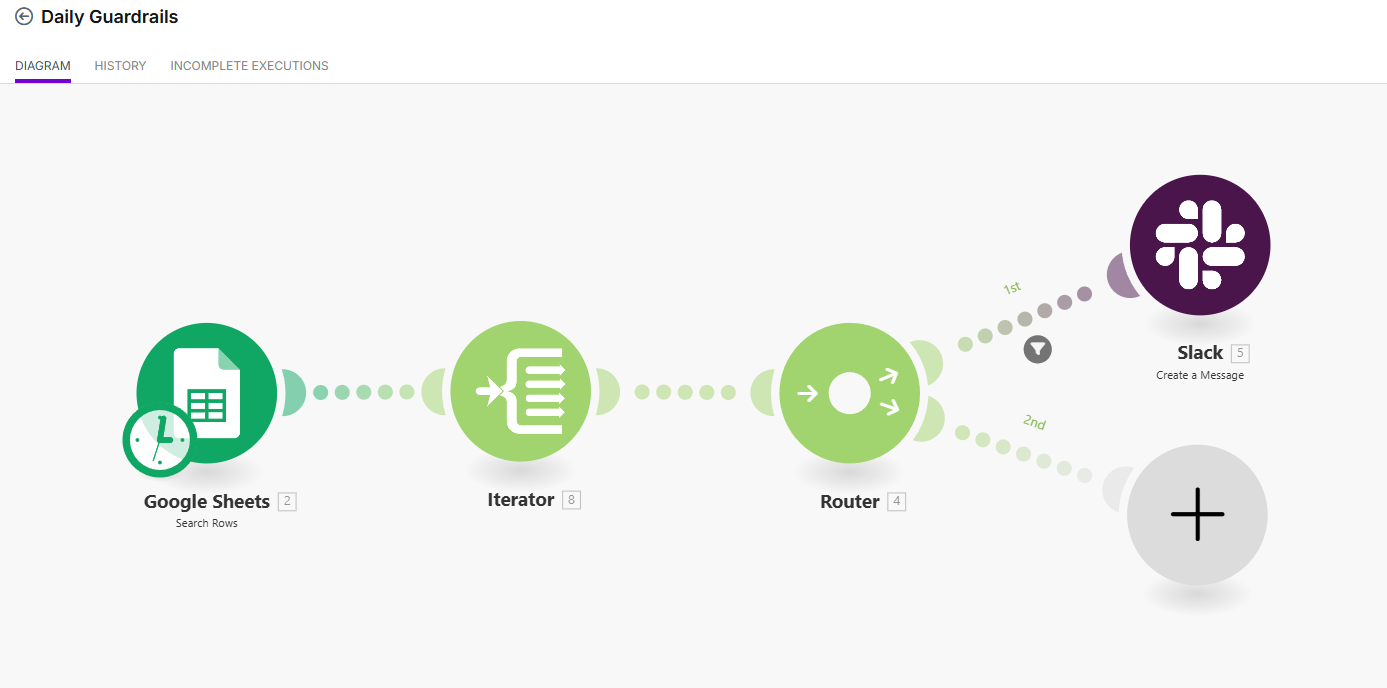 Daily Guardrails
DIAGRAM HISTORY INCOMPLETE EXECUTIONS
1st
Slack 5
Create a Message
2nd
Google Sheets 2
Search Rows
Iterator 8
Router 4